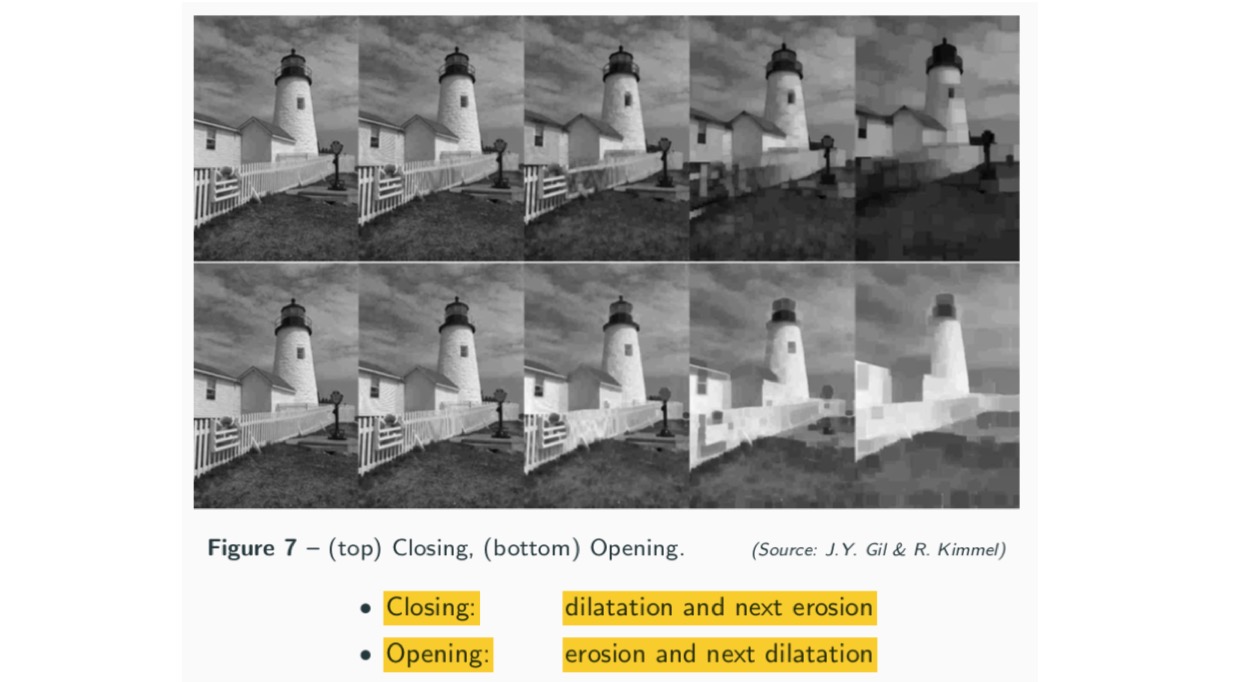 Figure 7 – (top) Closing, (bottom) Opening. (Source: J.Y. Gil & R. Kimmel)
• Closing: dilatation and next erosion
• Opening: erosion and next dilatation